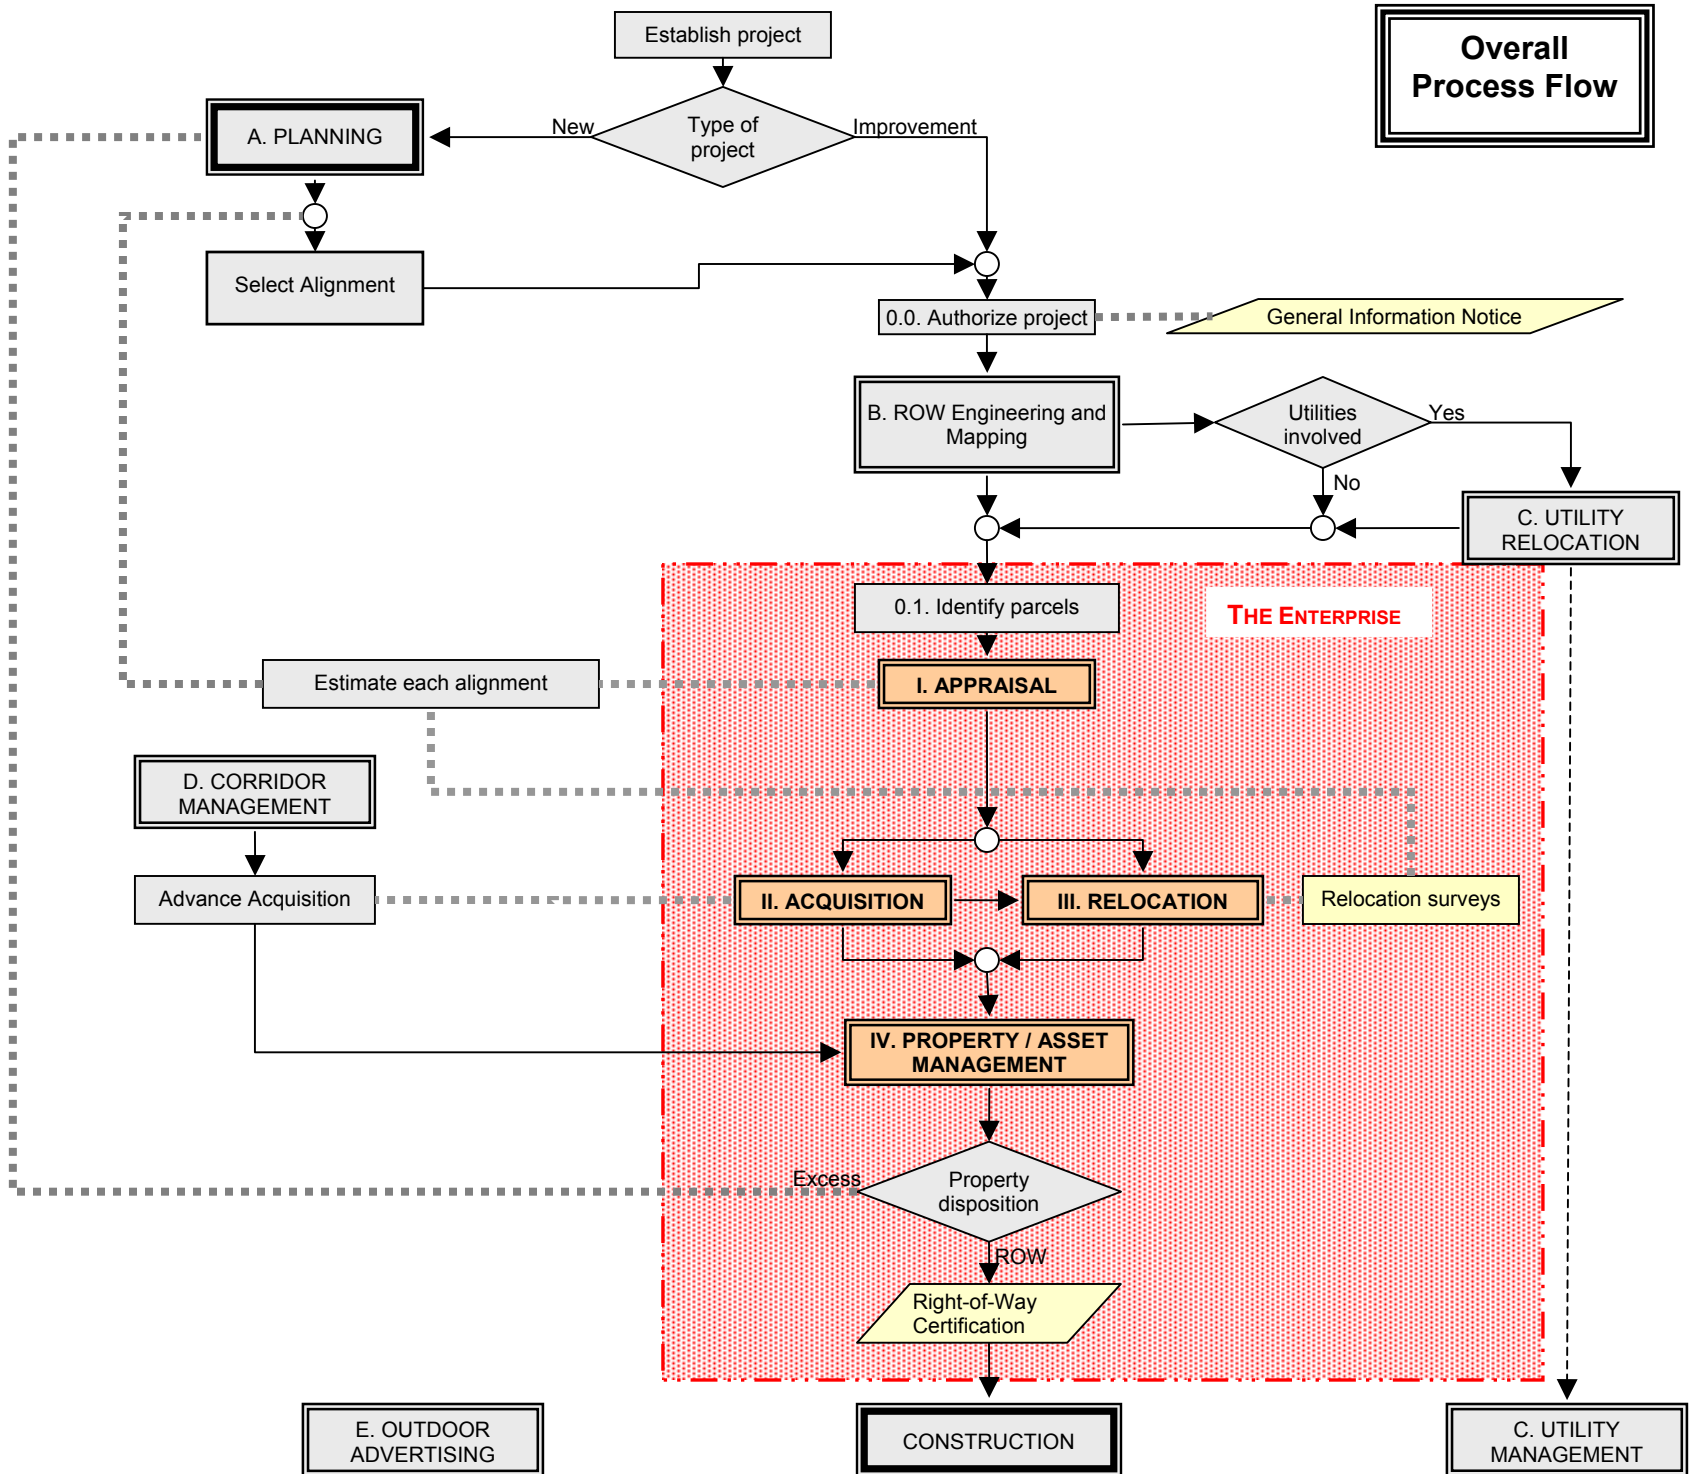 Establish project
Overall
Process Flow
A. PLANNING
New
Type of
project
Improvement
Select Alignment
0.0. Authorize project
General Information Notice
B. ROW Engineering and
Mapping
Utilities
involved
Yes
No
C. UTILITY
RELOCATION
0.1. Identify parcels
THE ENTERPRISE
Estimate each alignment
I. APPRAISAL
D. CORRIDOR
MANAGEMENT
Advance Acquisition
II. ACQUISITION
III. RELOCATION
Relocation surveys
IV. PROPERTY / ASSET
MANAGEMENT
Excess
Property
disposition
ROW
Right-of-Way
Certification
E. OUTDOOR
ADVERTISING
CONSTRUCTION
C. UTILITY
MANAGEMENT